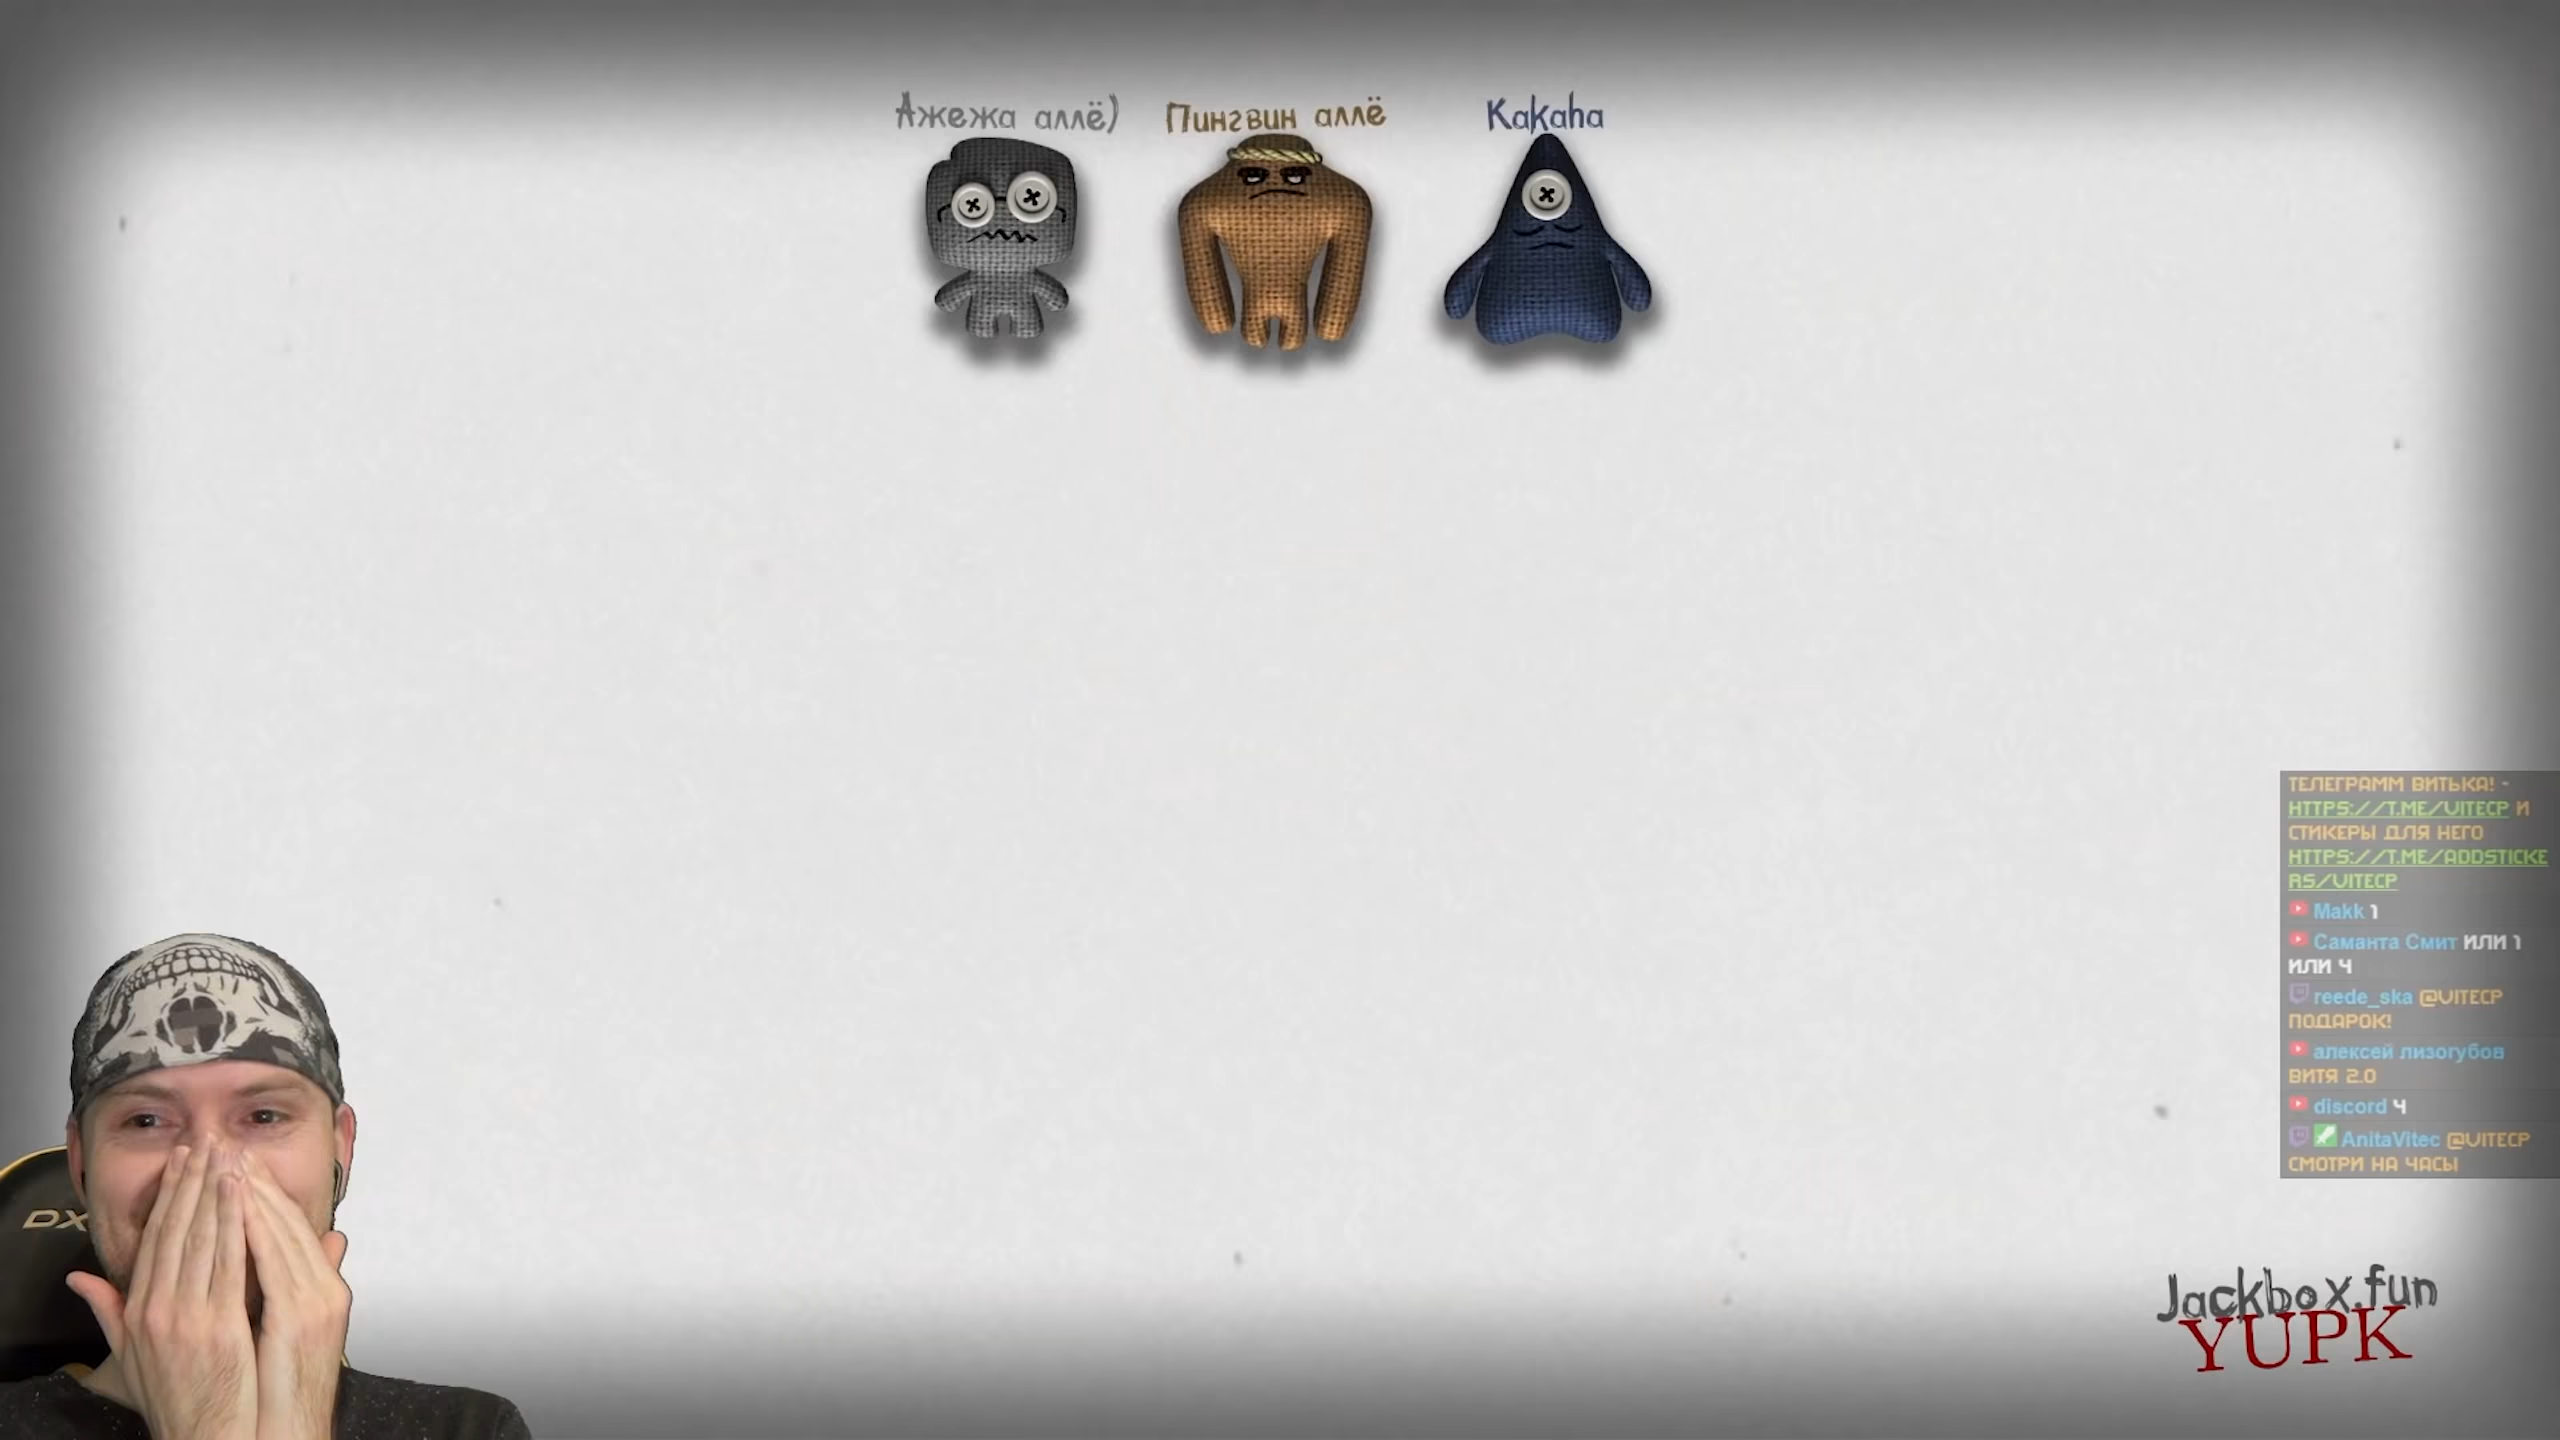 Ажежа аллё)
Пингвин аллё
Kakaha
ТЕЛЕГРАММ ВИТЬКА! -
HTTPS://T.ME/VITECP И
СТИКЕРЫ ДЛЯ НЕГО
HTTPS://T.ME/ADDSTICKE
RS/VITECP
Makk 1
Саманта Смит ИЛИ 1
ИЛИ 4
reede_ska @VITECP
ПОДАРОК!
алексей лизогубов
ВИТЯ 2.0
discord 4
AnitaVitec @VITECP
СМОТРИ НА ЧАСЫ
DX
Jackbox.fun
YUPK